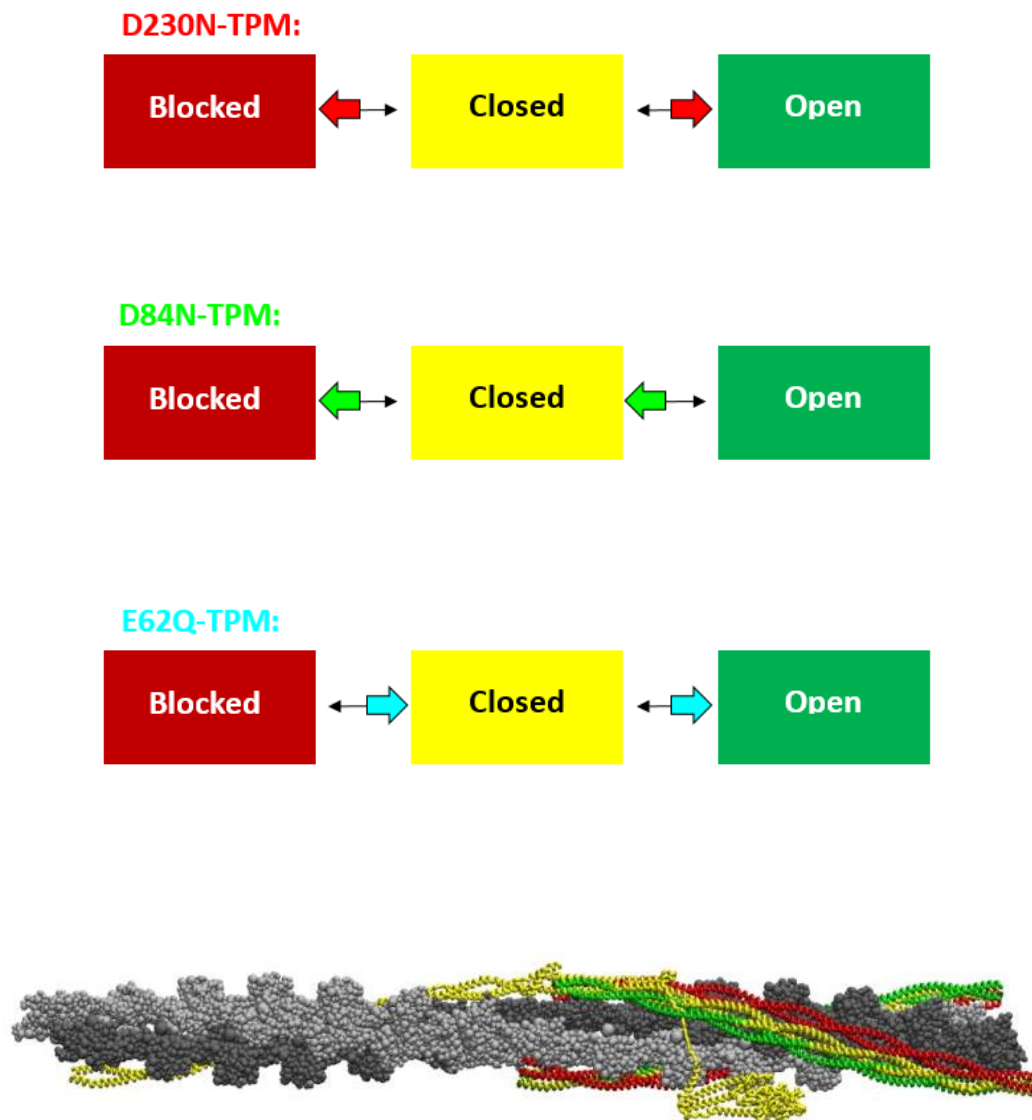 D230N-TPM:
Blocked Closed Open
D84N-TPM:
Blocked Closed Open
E62Q-TPM:
Blocked Closed Open